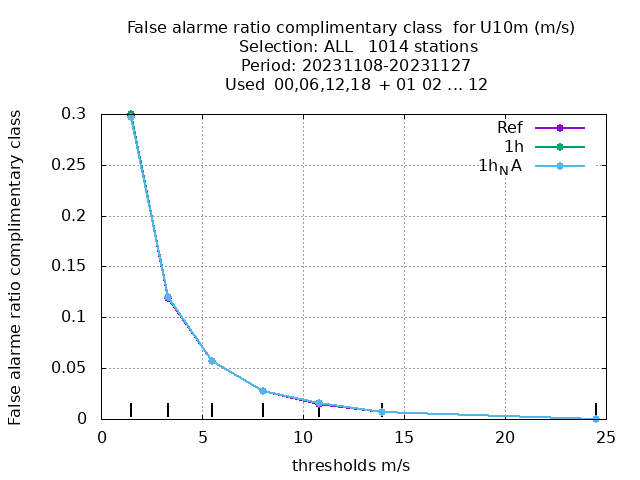 False alarme ratio complimentary class  for U10m (m/s)
Selection: ALL   1014 stations
Period: 20231108-20231127
Used  00,06,12,18  + 01 02 ... 12
False alarme ratio complimentary class
0.3
0.25
0.2
0.15
0.1
0.05
0
Ref
1h
1hNA
0 5 10 15 20 25
thresholds m/s